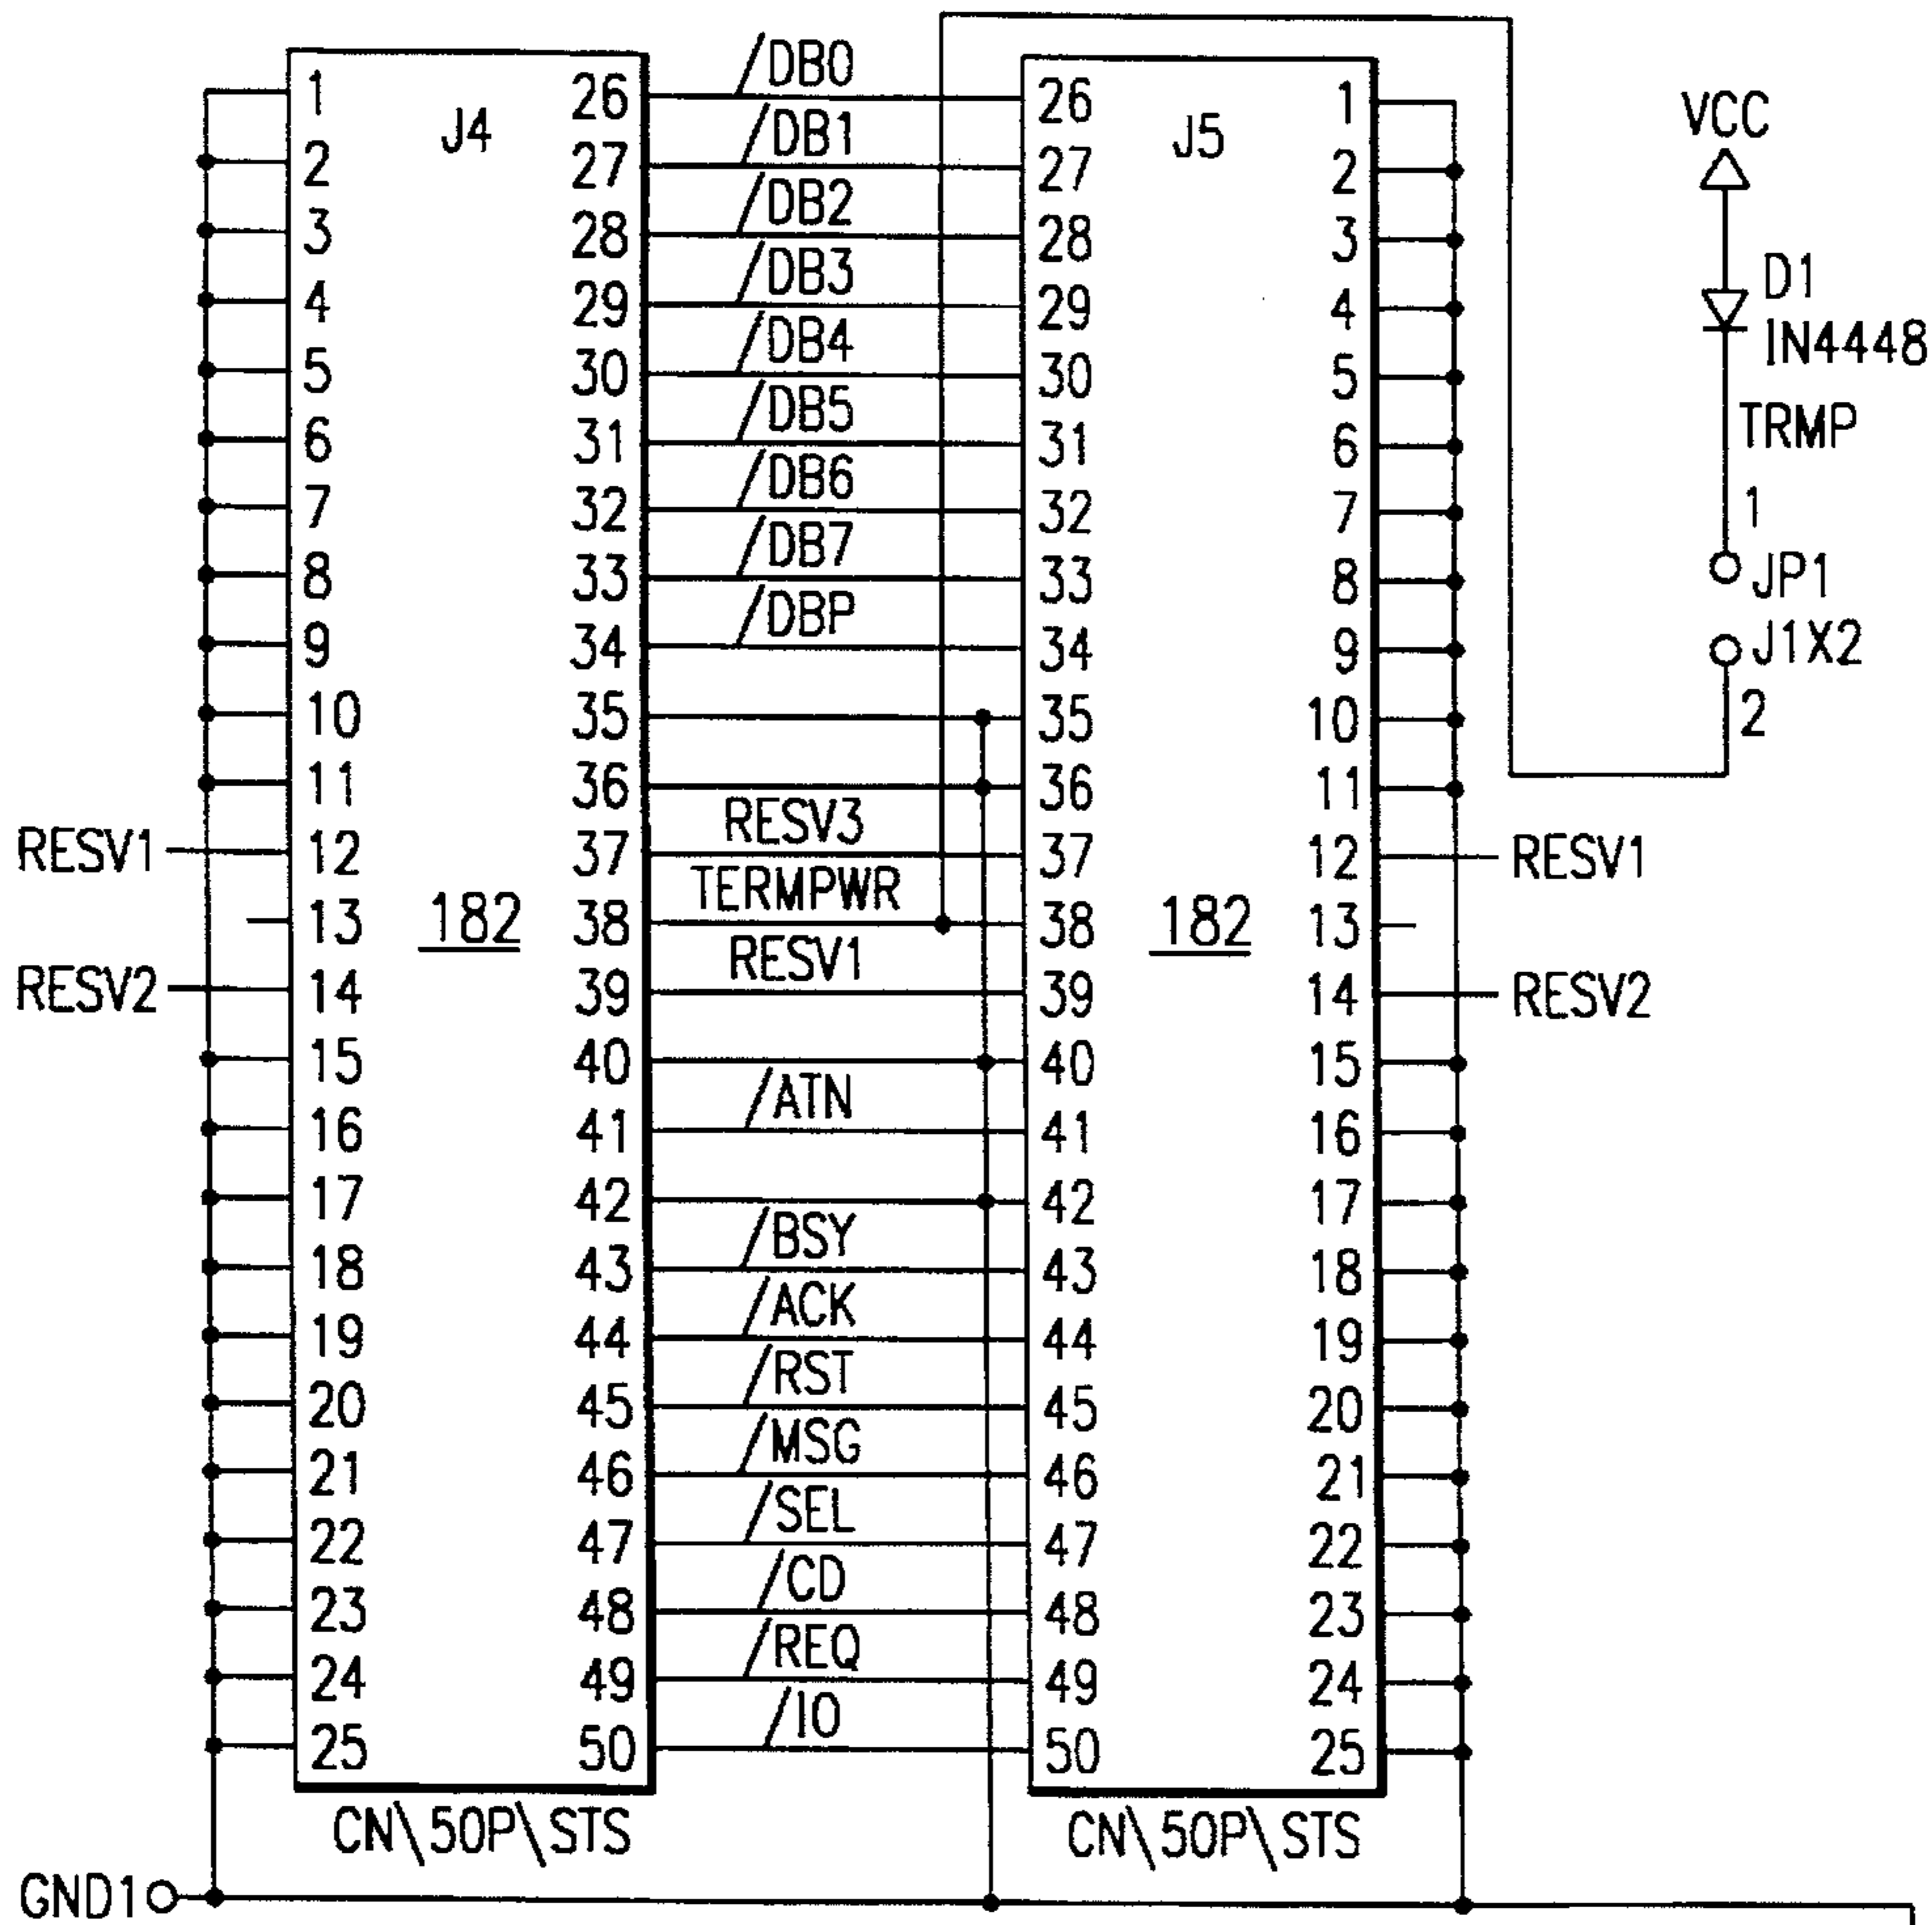 VCC
D1
IN4448
TRMP
1
JP1
J1X2
2
J4
182
1
2
3
4
5
6
7
8
9
10
11
RESV1 12
13
RESV2 14
15
16
17
18
19
20
21
22
23
24
25
26 /DB0 26
27 /DB1 27
28 /DB2 28
29 /DB3 29
30 /DB4 30
31 /DB5 31
32 /DB6 32
33 /DB7 33
34 /DBP 34
35 35
36 36
37 RESV3 37
38 TERMPWR 38
39 RESV1 39
40 40
41 /ATN 41
42 42
43 /BSY 43
44 /ACK 44
45 /RST 45
46 /MSG 46
47 /SEL 47
48 /CD 48
49 /REQ 49
50 /IO 50
J5
182
1
2
3
4
5
6
7
8
9
10
11
12 RESV1
13
14 RESV2
15
16
17
18
19
20
21
22
23
24
25
CN\50P\STS
CN\50P\STS
GND1